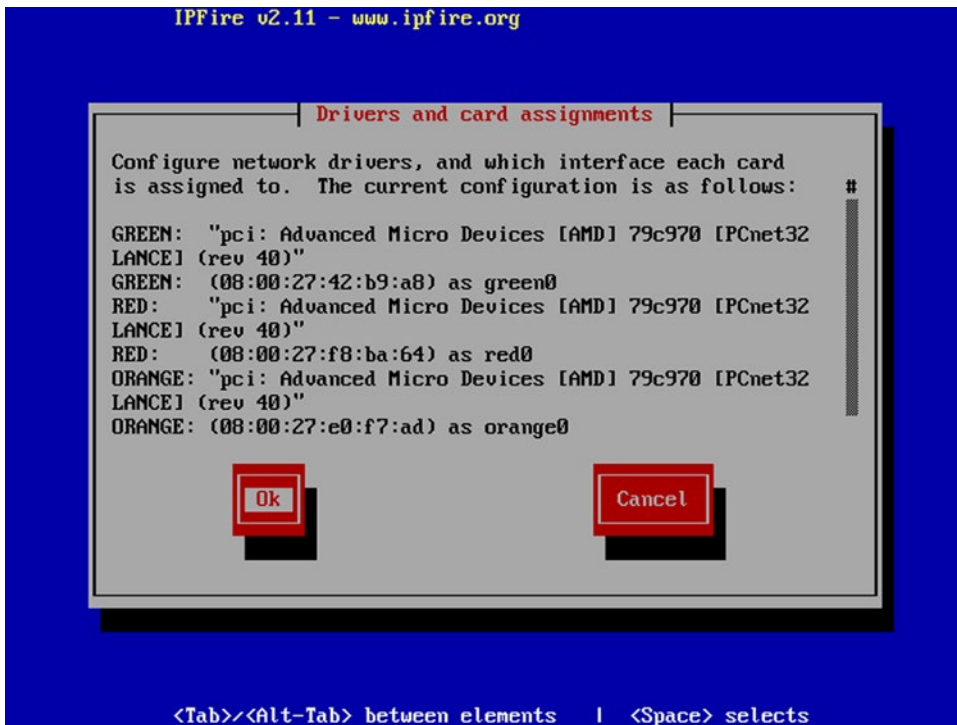 IPFire v2.11 - www.ipfire.org
Drivers and card assignments
Configure network drivers, and which interface each card
is assigned to.  The current configuration is as follows: #
GREEN:  "pci: Advanced Micro Devices [AMD] 79c970 [PCnet32
LANCE] (rev 40)"
GREEN:  (08:00:27:42:b9:a8) as green0
RED:    "pci: Advanced Micro Devices [AMD] 79c970 [PCnet32
LANCE] (rev 40)"
RED:    (08:00:27:f8:ba:64) as red0
ORANGE: "pci: Advanced Micro Devices [AMD] 79c970 [PCnet32
LANCE] (rev 40)"
ORANGE: (08:00:27:e0:f7:ad) as orange0
Ok Cancel
<Tab>/<Alt-Tab> between elements | <Space> selects